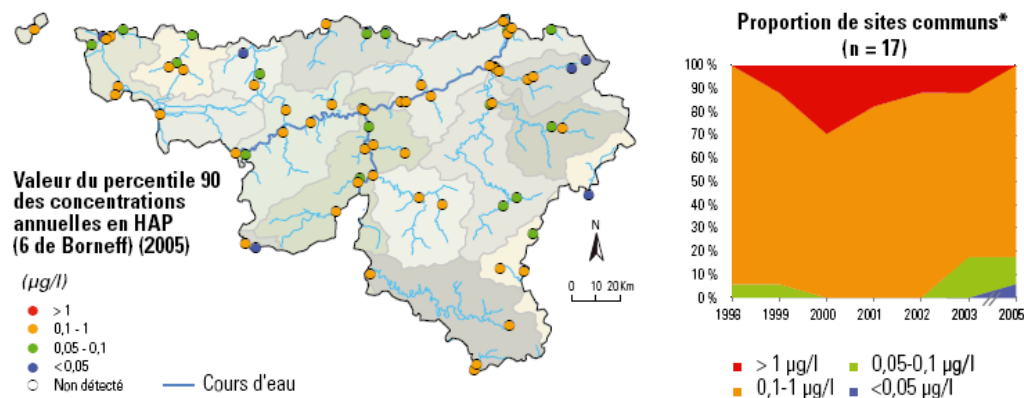 Valeur du percentile 90
des concentrations
annuelles en HAP
(6 de Borneff) (2005)
(µg/l)
> 1
0,1 - 1
0,05 - 0,1
<0,05
Non détecté
Cours d'eau
N
0 10 20 Km
Proportion de sites communs*
(n = 17)
100 %
90 %
80 %
70 %
60 %
50 %
40 %
30 %
20 %
10 %
0 %
1998 1999 2000 2001 2002 2003 2005
> 1 µg/l 0,05-0,1 µg/l
0,1-1 µg/l <0,05 µg/l